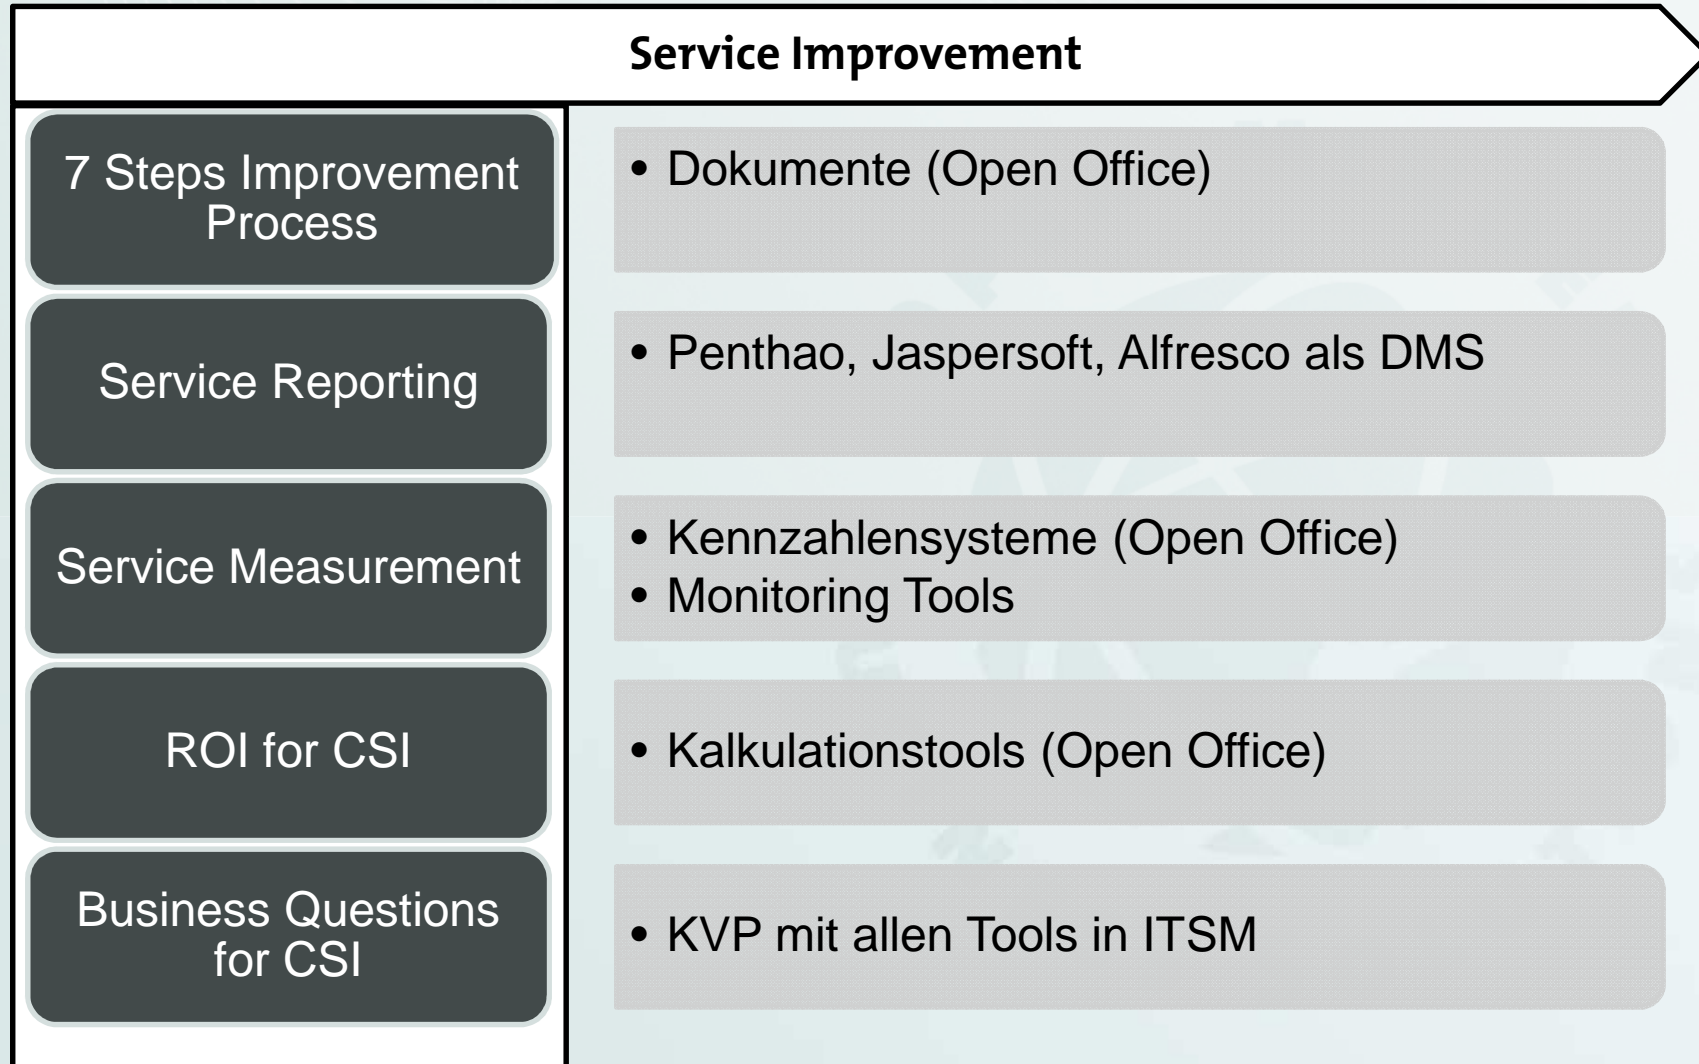 Service Improvement
7 Steps Improvement
Process
• Dokumente (Open Office)
Service Reporting
• Penthao, Jaspersoft, Alfresco als DMS
Service Measurement
• Kennzahlensysteme (Open Office)
• Monitoring Tools
ROI for CSI
• Kalkulationstools (Open Office)
Business Questions
for CSI
• KVP mit allen Tools in ITSM